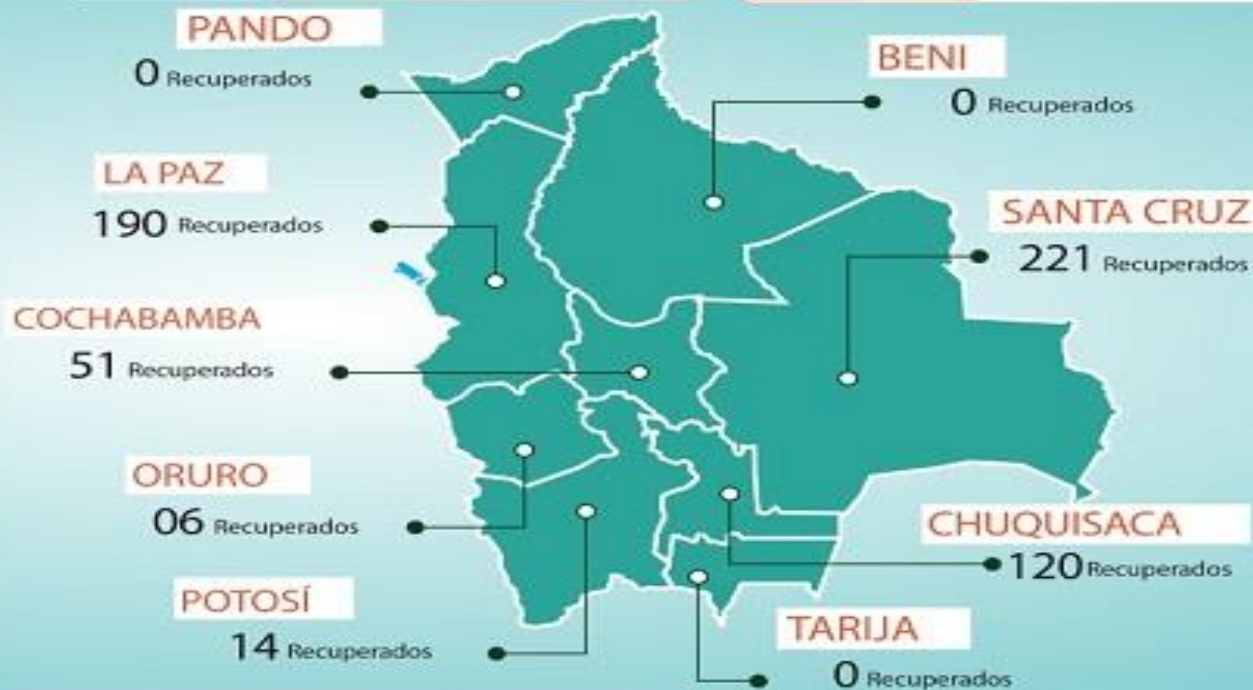 PANDO
0 Recuperados
BENI
0 Recuperados
LA PAZ
190 Recuperados
SANTA CRUZ
221 Recuperados
COCHABAMBA
51 Recuperados
ORURO
06 Recuperados
CHUQUISACA
120 Recuperados
POTOSÍ
14 Recuperados
TARIJA
0 Recuperados